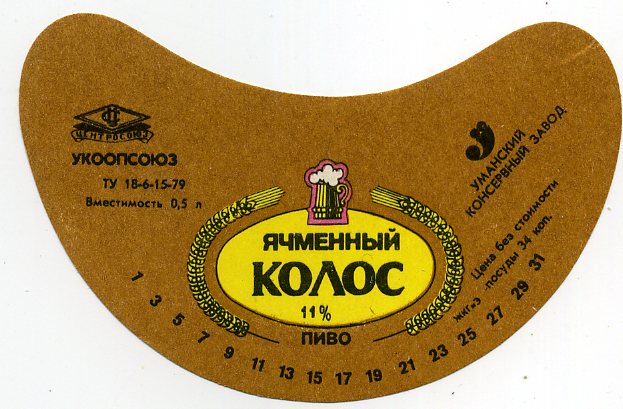 ЦЕНТРОСОЮЗ
УКООПСОЮЗ
ТУ 18-6-15-79
Вместимость 0,5 л
ЯЧМЕННЫЙ
КОЛОС
11%
ПИВО
УМАНСКИЙ
КОНСЕРВНЫЙ ЗАВОД
Цена без стоимости
посуды 34 коп.
1 3 5 7 9 11 13 15 17 19 21 23 25 27 29 31